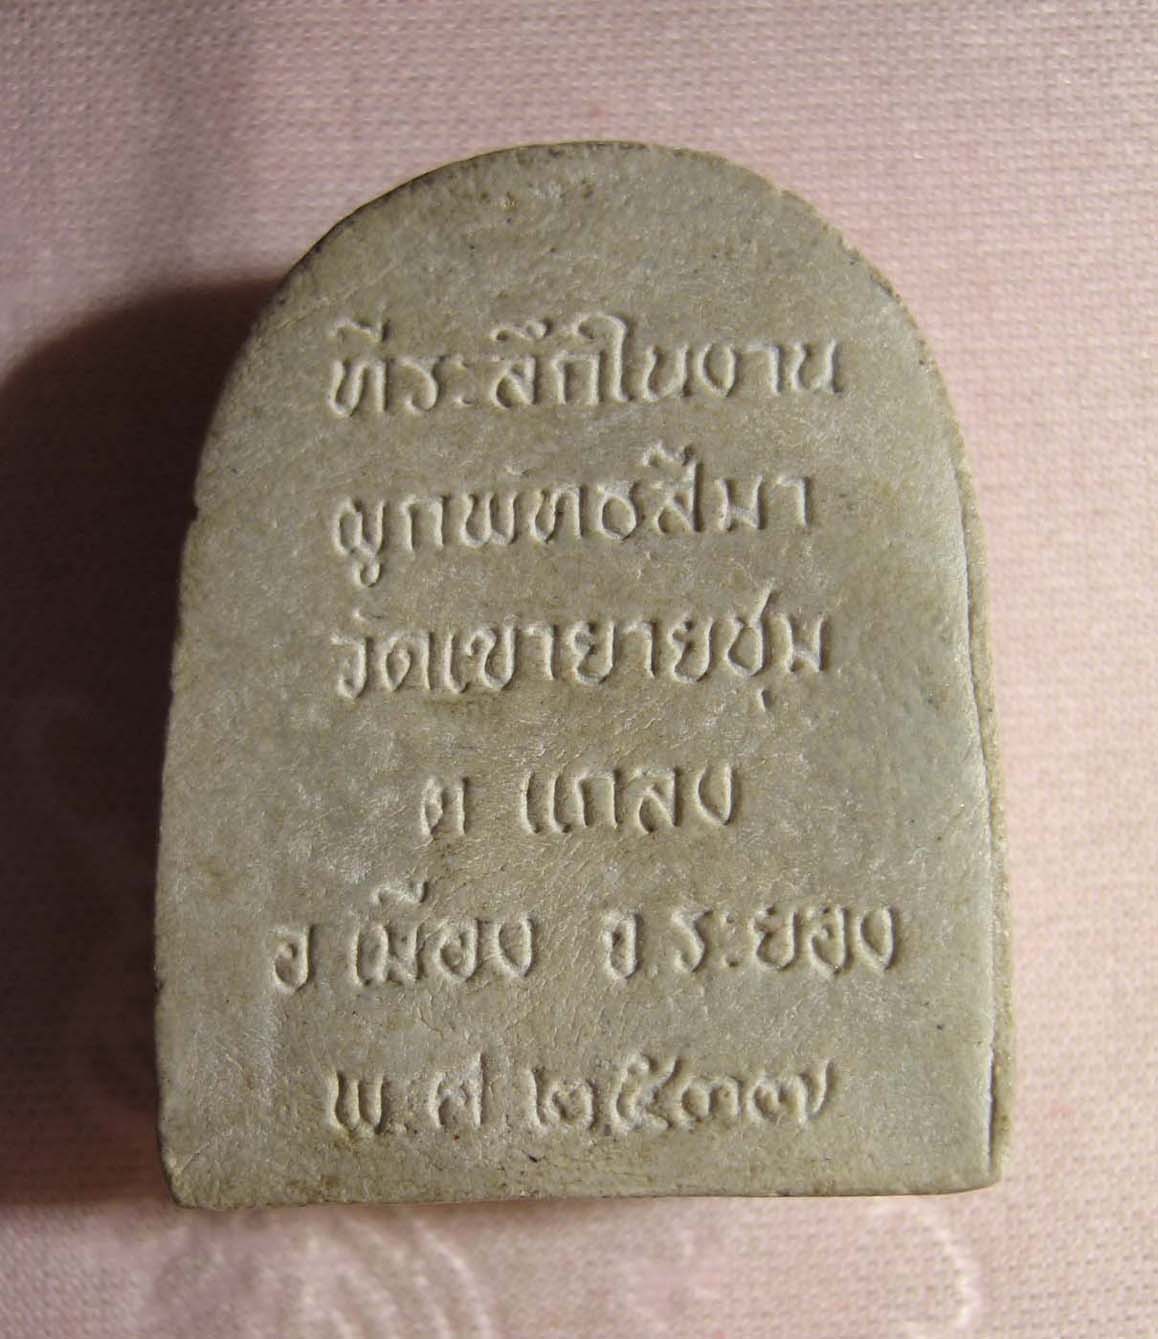 ที่ระลึกในงาน
ผูกพัทธสีมา
วัดเขายายชุม
ต แกลง
อ เมือง จ.ระยอง
พ.ศ ๒๕๓๗